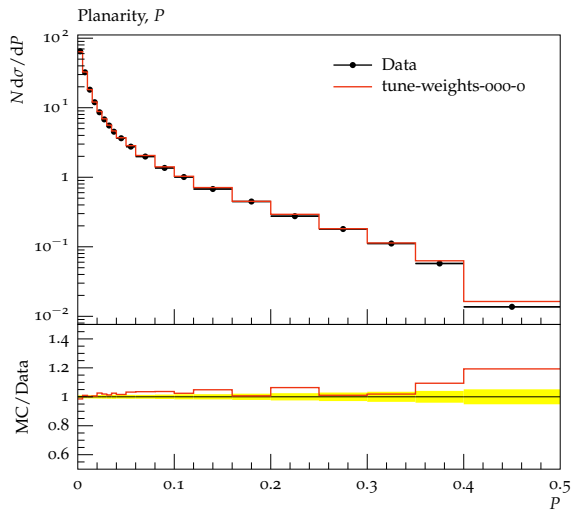 Planarity, P
N dσ/dP
10²
10¹
1
10⁻¹
10⁻²
Data
tune-weights-000-0
MC/Data
1.4
1.2
1
0.8
0.6
0 0.1 0.2 0.3 0.4 0.5
P